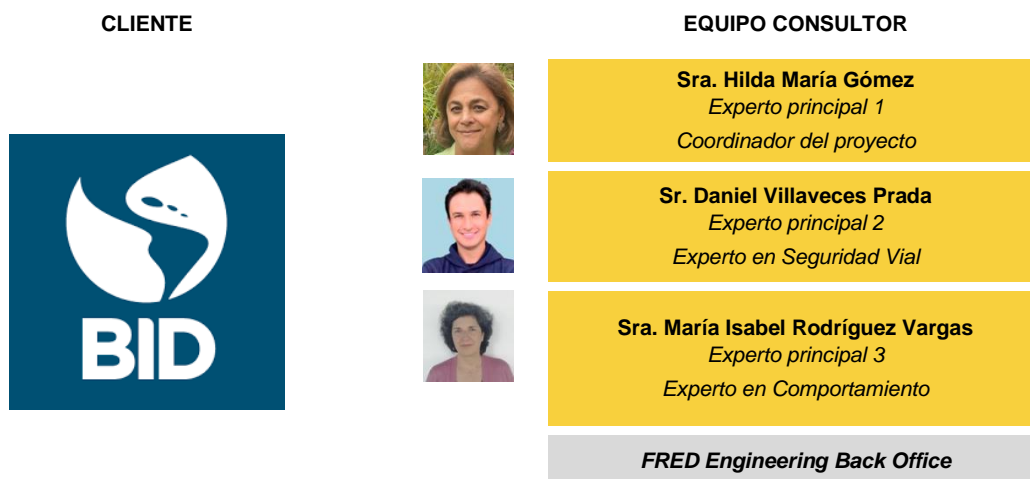 CLIENTE
EQUIPO CONSULTOR
BID
Sra. Hilda María Gómez
Experto principal 1
Coordinador del proyecto
Sr. Daniel Villaveces Prada
Experto principal 2
Experto en Seguridad Vial
Sra. María Isabel Rodríguez Vargas
Experto principal 3
Experto en Comportamiento
FRED Engineering Back Office